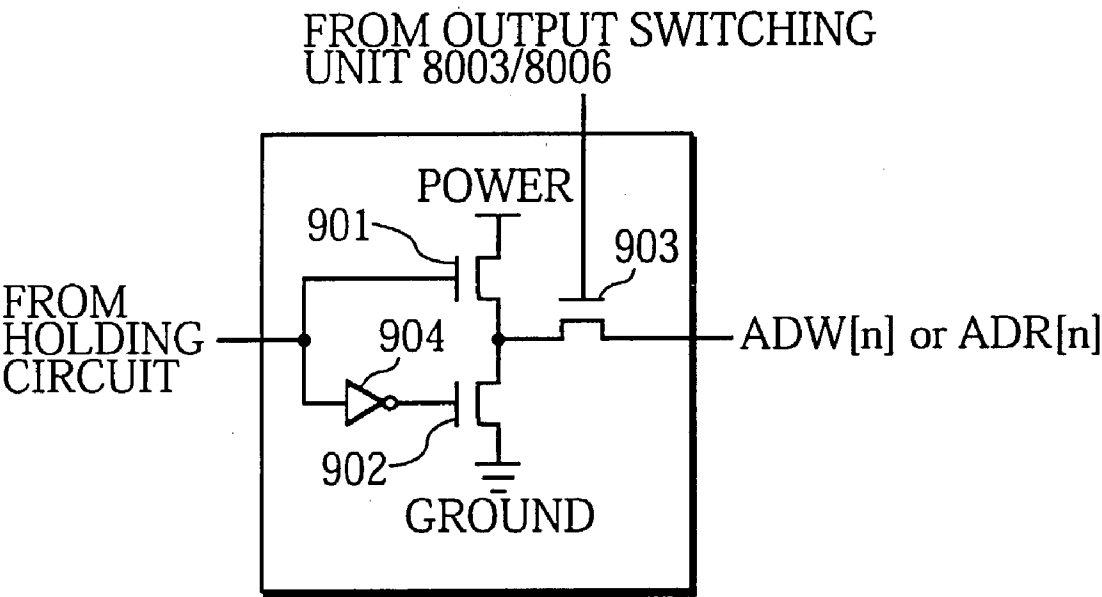 FROM OUTPUT SWITCHING
UNIT 8003/8006
POWER
901
903
FROM
HOLDING
CIRCUIT
904
ADW[n] or ADR[n]
902
GROUND